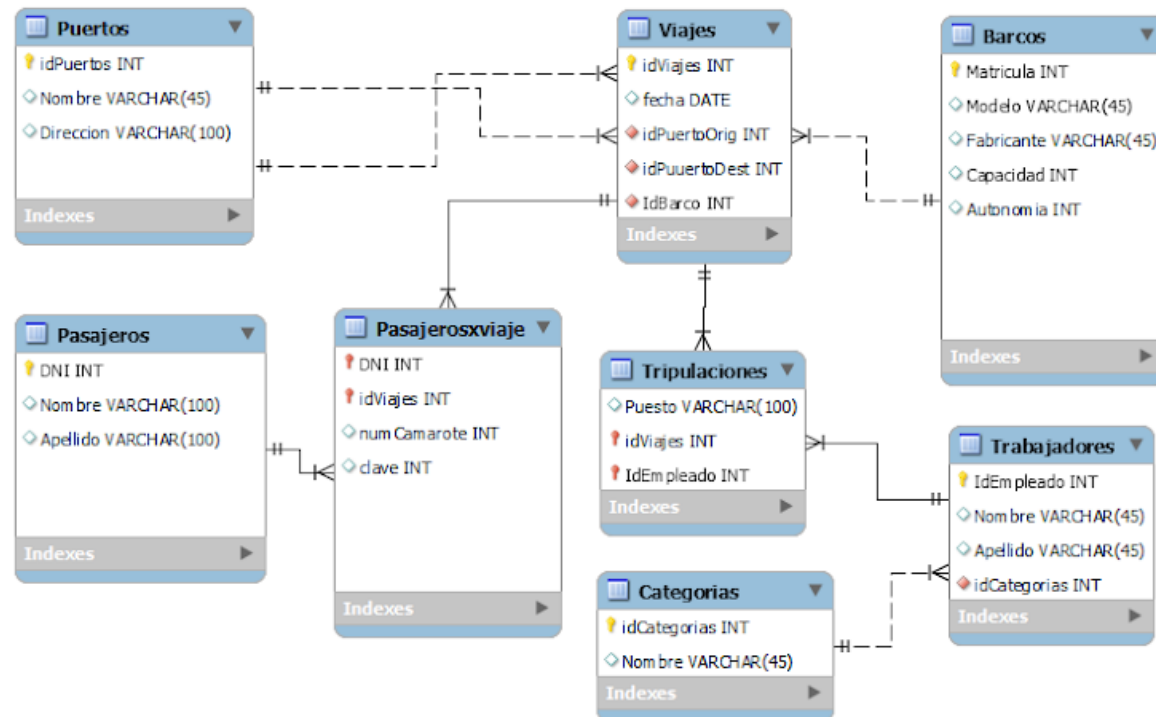 Puertos
idPuertos INT
Nombre VARCHAR(45)
Direccion VARCHAR(100)
Indexes
Viajes
idViajes INT
fecha DATE
idPuertoOrig INT
idPuuertoDest INT
IdBarco INT
Indexes
Barcos
Matricula INT
Modelo VARCHAR(45)
Fabricante VARCHAR(45)
Capacidad INT
Autonomia INT
Indexes
Pasajeros
DNI INT
Nombre VARCHAR(100)
Apellido VARCHAR(100)
Indexes
Pasajerosxviaje
DNI INT
idViajes INT
numCamarote INT
clave INT
Indexes
Tripulaciones
Puesto VARCHAR(100)
idViajes INT
IdEmpleado INT
Indexes
Trabajadores
IdEmpleado INT
Nombre VARCHAR(45)
Apellido VARCHAR(45)
idCategorias INT
Indexes
Categorias
idCategorias INT
Nombre VARCHAR(45)
Indexes